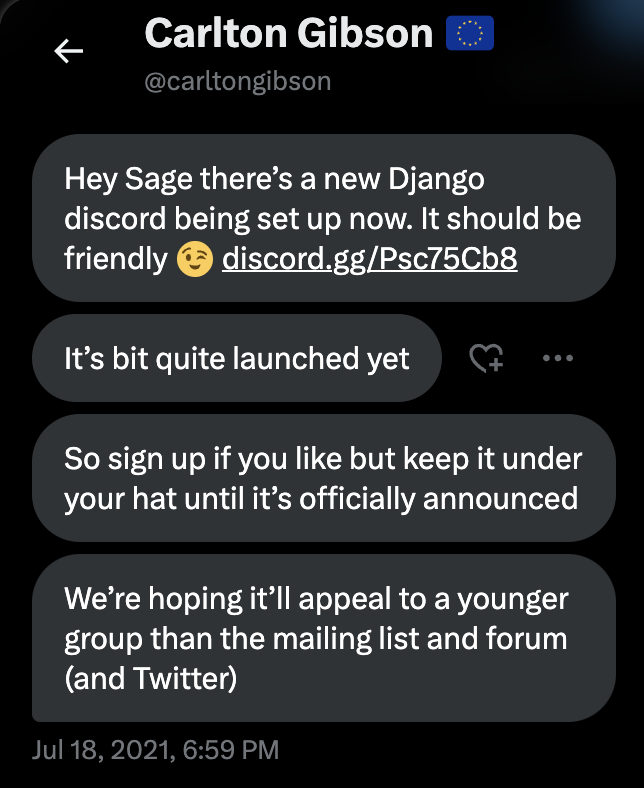 Carlton Gibson 🇪🇺
@carltongibson
Hey Sage there’s a new Django
discord being set up now. It should be
friendly 😉 discord.gg/Psc75Cb8
It’s bit quite launched yet
So sign up if you like but keep it under
your hat until it’s officially announced
We’re hoping it’ll appeal to a younger
group than the mailing list and forum
(and Twitter)
Jul 18, 2021, 6:59 PM